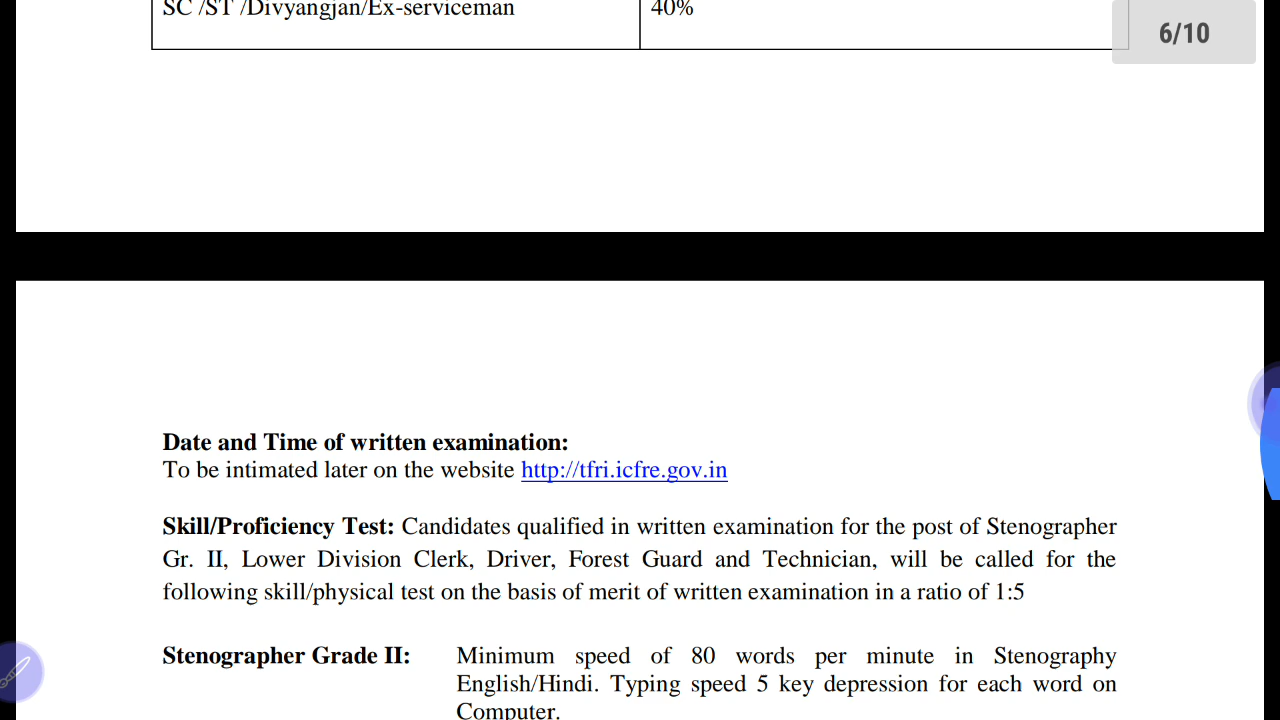 SC /ST /Divyangjan/Ex-serviceman 40%
6/10
Date and Time of written examination:
To be intimated later on the website http://tfri.icfre.gov.in
Skill/Proficiency Test: Candidates qualified in written examination for the post of Stenographer
Gr. II, Lower Division Clerk, Driver, Forest Guard and Technician, will be called for the
following skill/physical test on the basis of merit of written examination in a ratio of 1:5
Stenographer Grade II: Minimum speed of 80 words per minute in Stenography
English/Hindi. Typing speed 5 key depression for each word on
Computer.